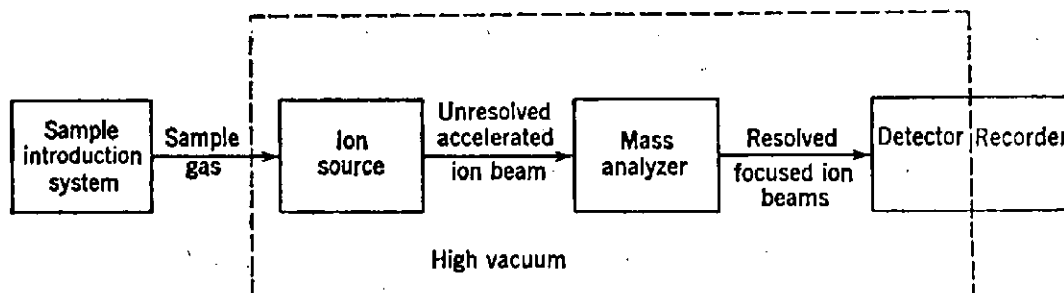 Sample
introduction
system
Sample
gas
Ion
source
Unresolved
accelerated
ion beam
Mass
analyzer
Resolved
focused ion
beams
Detector
Recorder
High vacuum